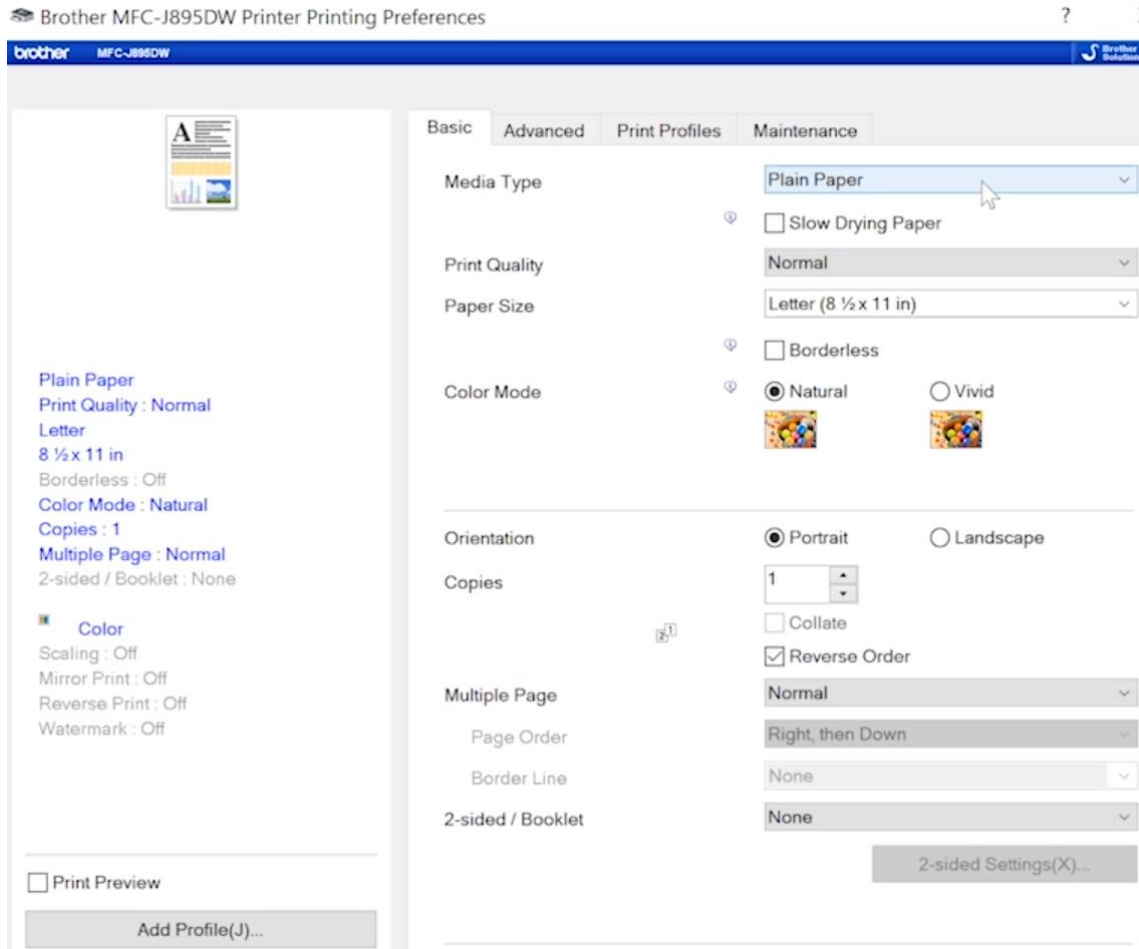 Brother MFC-J895DW Printer Printing Preferences ?
brother MFC-J895DW Brother Solution
Basic Advanced Print Profiles Maintenance
A
Media Type Plain Paper
Slow Drying Paper
Print Quality Normal
Paper Size Letter (8 ½ x 11 in)
Borderless
Color Mode Natural Vivid
Plain Paper
Print Quality : Normal
Letter
8 ½ x 11 in
Borderless : Off
Color Mode : Natural
Copies : 1
Multiple Page : Normal
2-sided / Booklet : None
Color
Scaling : Off
Mirror Print : Off
Reverse Print : Off
Watermark : Off
Orientation Portrait Landscape
Copies 1
Collate
21
Reverse Order
Multiple Page Normal
Page Order Right, then Down
Border Line None
2-sided / Booklet None
2-sided Settings(X)...
Print Preview
Add Profile(J)...